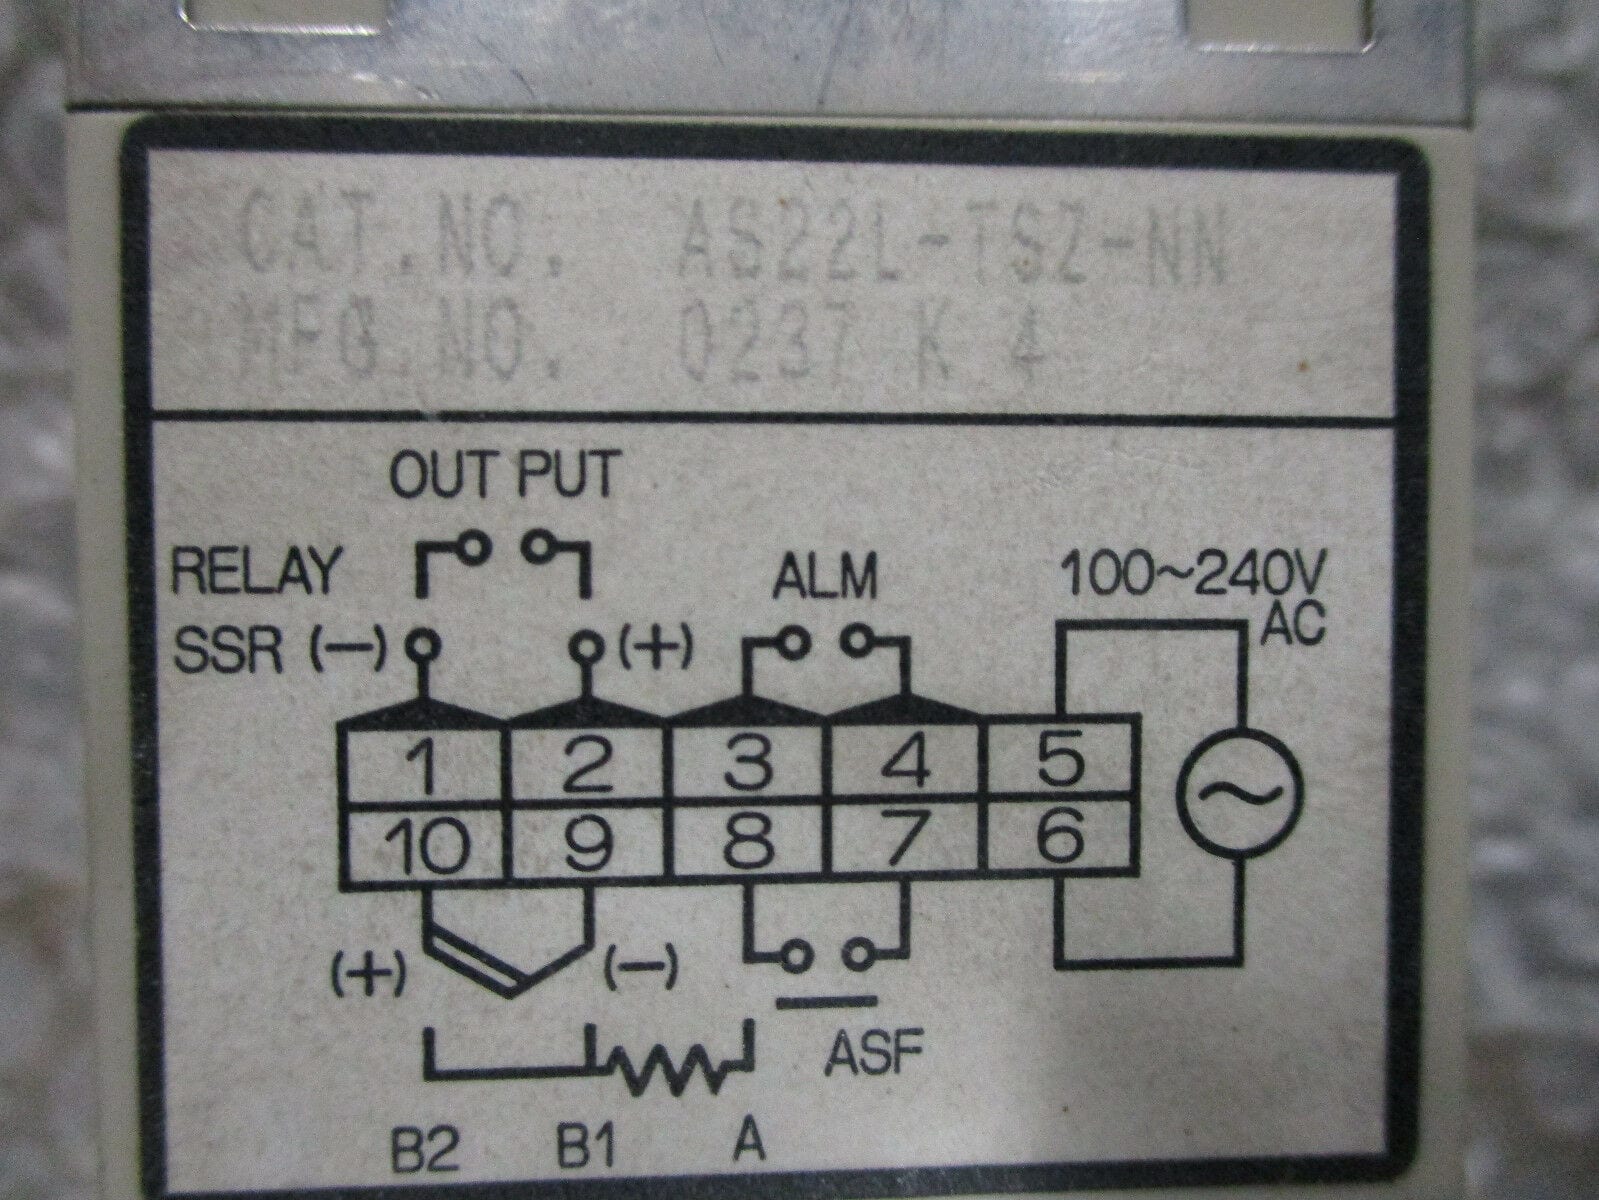 CAT.NO. AS22L-TSZ-NN
MFG.NO. 0237 K 4
OUT PUT
RELAY
ALM
100~240V
AC
SSR (−) (+)
1 2 3 4 5
10 9 8 7 6
(+) (−)
ASF
B2 B1 A